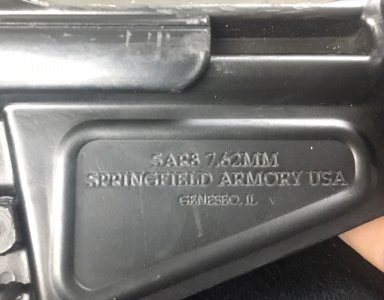 SAR8 7.62MM
SPRINGFIELD ARMORY USA
GENESEO, IL